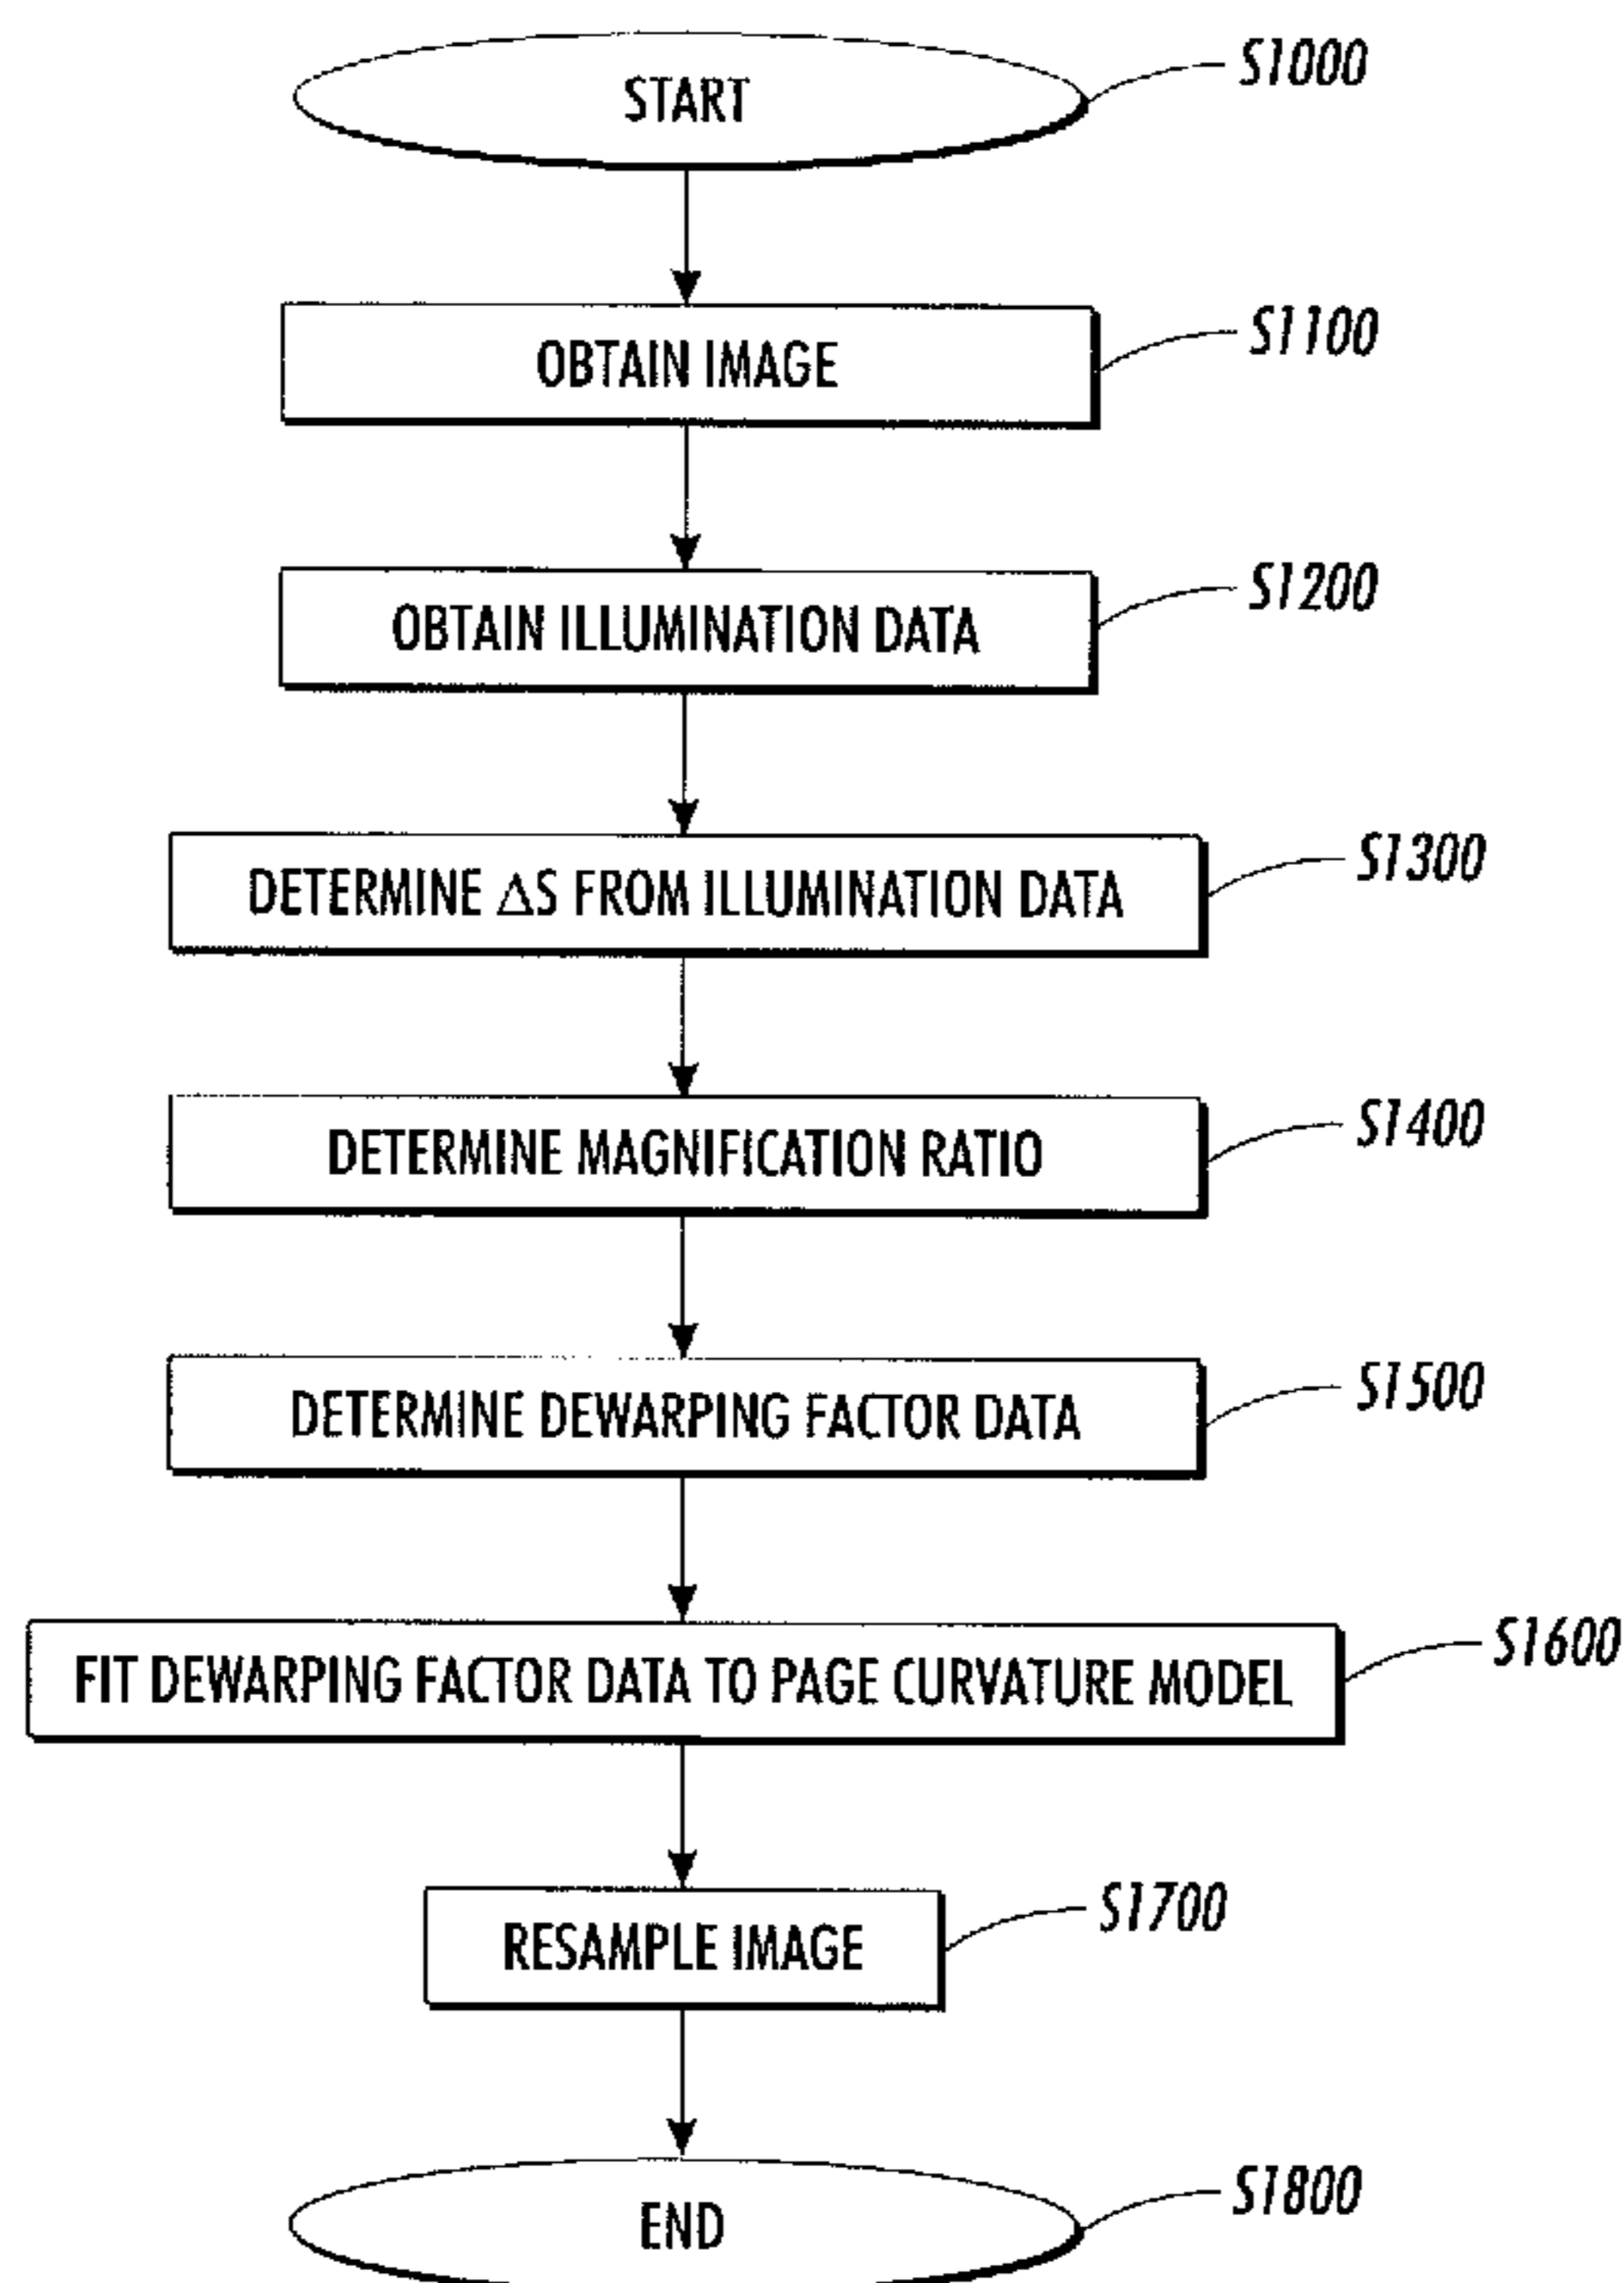 START
S1000
OBTAIN IMAGE
S1100
OBTAIN ILLUMINATION DATA
S1200
DETERMINE ΔS FROM ILLUMINATION DATA
S1300
DETERMINE MAGNIFICATION RATIO
S1400
DETERMINE DEWARPING FACTOR DATA
S1500
FIT DEWARPING FACTOR DATA TO PAGE CURVATURE MODEL
S1600
RESAMPLE IMAGE
S1700
END
S1800